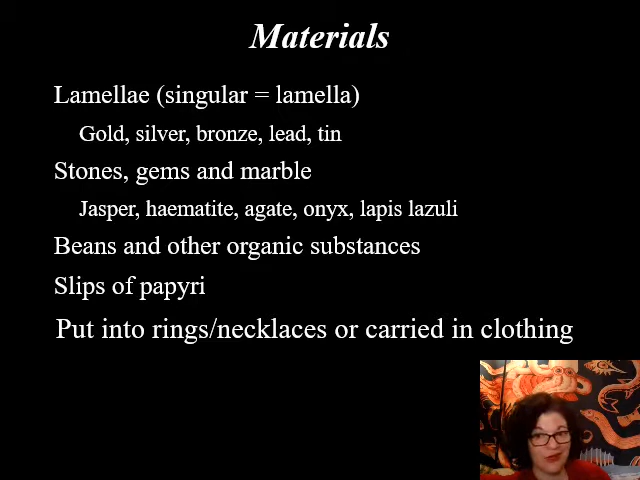 Materials
Lamellae (singular = lamella)
Gold, silver, bronze, lead, tin
Stones, gems and marble
Jasper, haematite, agate, onyx, lapis lazuli
Beans and other organic substances
Slips of papyri
Put into rings/necklaces or carried in clothing